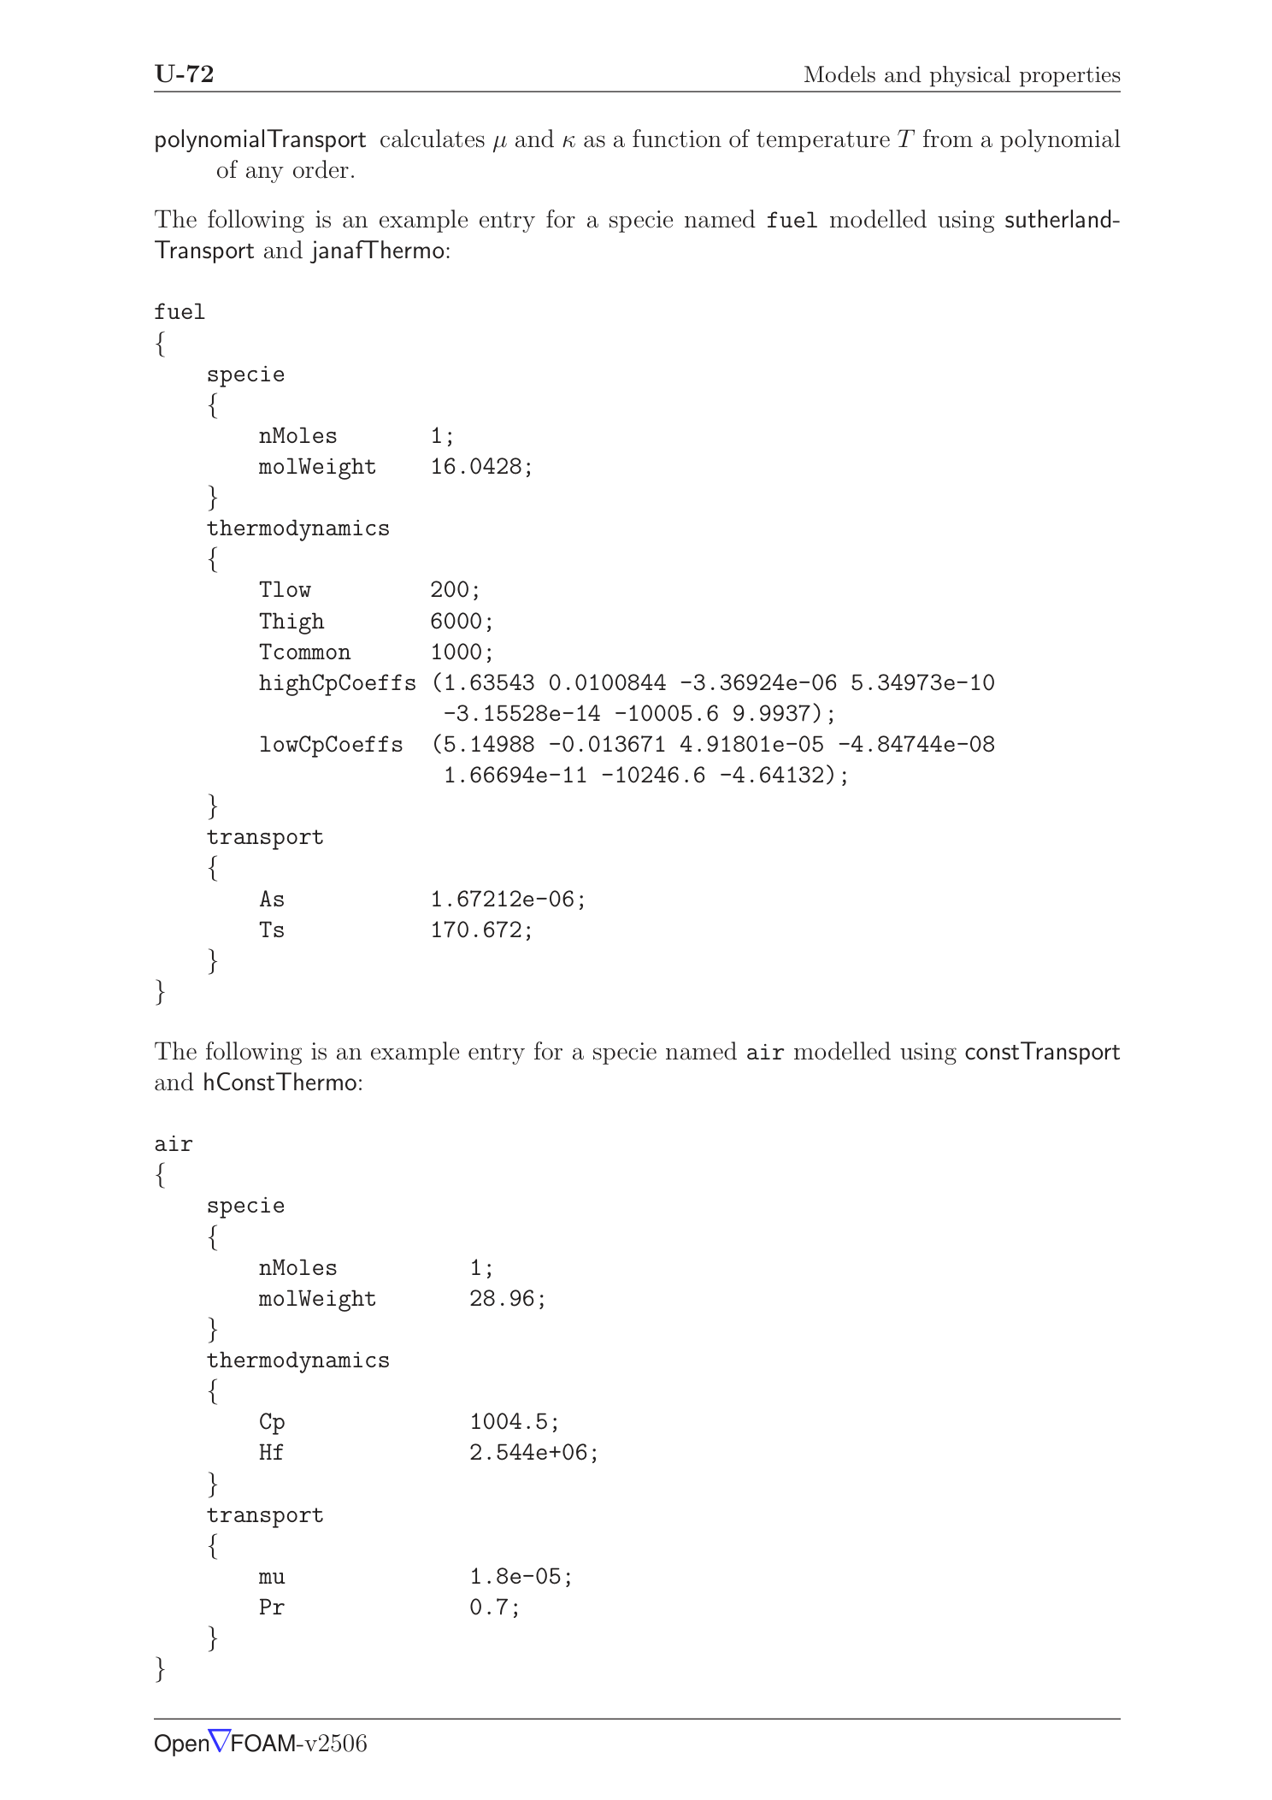 U-72 Models and physical properties
polynomialTransport calculates μ and κ as a function of temperature T from a polynomial
of any order.
The following is an example entry for a specie named fuel modelled using sutherland-
Transport and janafThermo:
fuel
{
    specie
    {
        nMoles       1;
        molWeight    16.0428;
    }
    thermodynamics
    {
        Tlow         200;
        Thigh        6000;
        Tcommon      1000;
        highCpCoeffs (1.63543 0.0100844 -3.36924e-06 5.34973e-10
                      -3.15528e-14 -10005.6 9.9937);
        lowCpCoeffs  (5.14988 -0.013671 4.91801e-05 -4.84744e-08
                      1.66694e-11 -10246.6 -4.64132);
    }
    transport
    {
        As           1.67212e-06;
        Ts           170.672;
    }
}
The following is an example entry for a specie named air modelled using constTransport
and hConstThermo:
air
{
    specie
    {
        nMoles          1;
        molWeight       28.96;
    }
    thermodynamics
    {
        Cp              1004.5;
        Hf              2.544e+06;
    }
    transport
    {
        mu              1.8e-05;
        Pr              0.7;
    }
}
Open∇FOAM-v2506